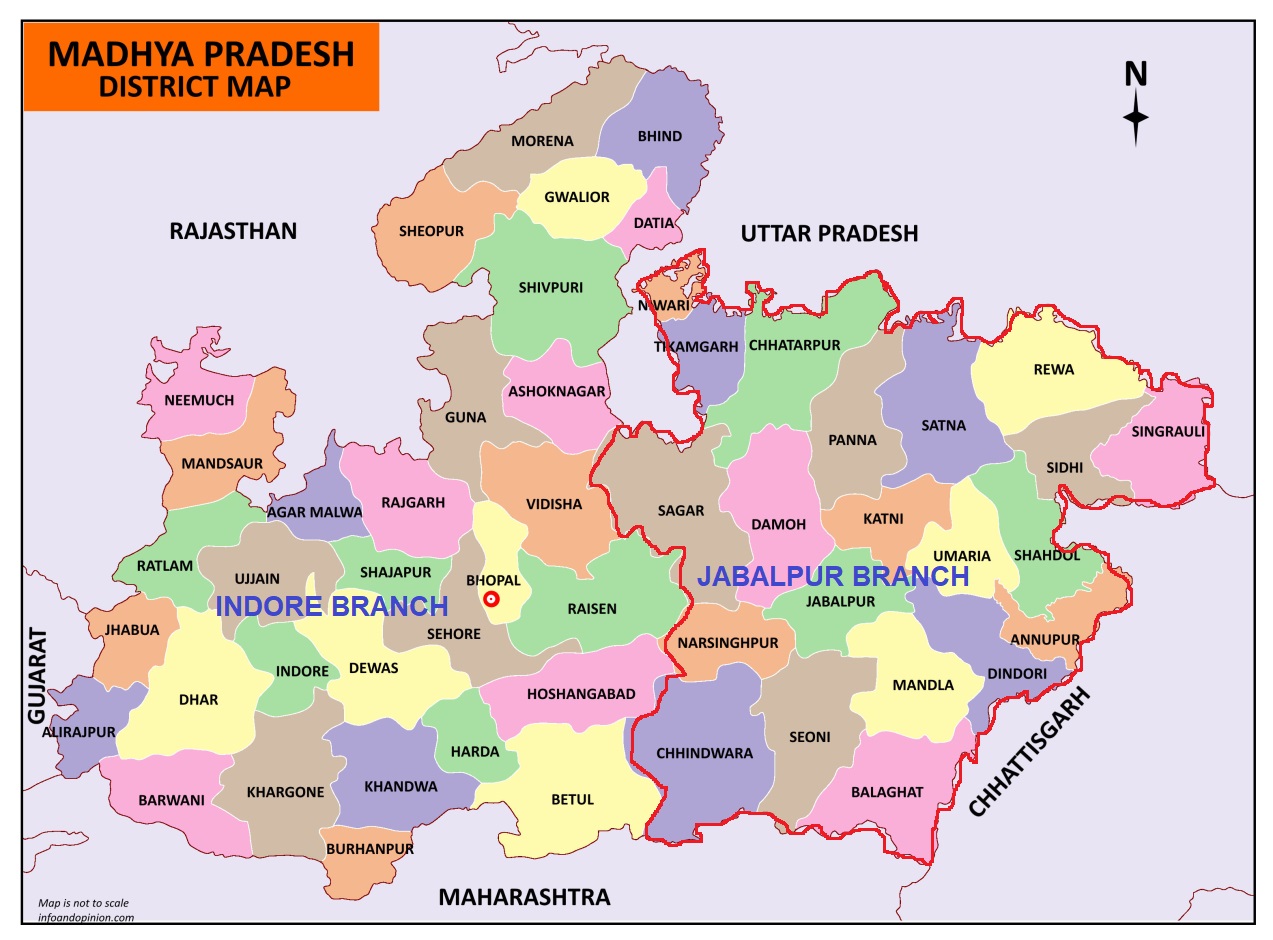 MADHYA PRADESH
DISTRICT MAP
N
MORENA
BHIND
GWALIOR
DATIA
SHEOPUR
RAJASTHAN
UTTAR PRADESH
SHIVPURI
NIWARI
TIKAMGARH
CHHATARPUR
REWA
NEEMUCH
ASHOKNAGAR
GUNA
PANNA
SATNA
SINGRAULI
MANDSAUR
SIDHI
RAJGARH
VIDISHA
AGAR MALWA
SAGAR
DAMOH
KATNI
UMARIA
SHAHDOL
RATLAM
UJJAIN
SHAJAPUR
BHOPAL
JABALPUR BRANCH
INDORE BRANCH
RAISEN
JABALPUR
JHABUA
SEHORE
NARSINGHPUR
ANNUPUR
INDORE
DEWAS
DINDORI
GUJARAT
DHAR
HOSHANGABAD
MANDLA
ALIRAJPUR
HARDA
CHHINDWARA
SEONI
CHHATTISGARH
BARWANI
KHARGONE
KHANDWA
BETUL
BALAGHAT
BURHANPUR
MAHARASHTRA
Map is not to scale
infoandopinion.com